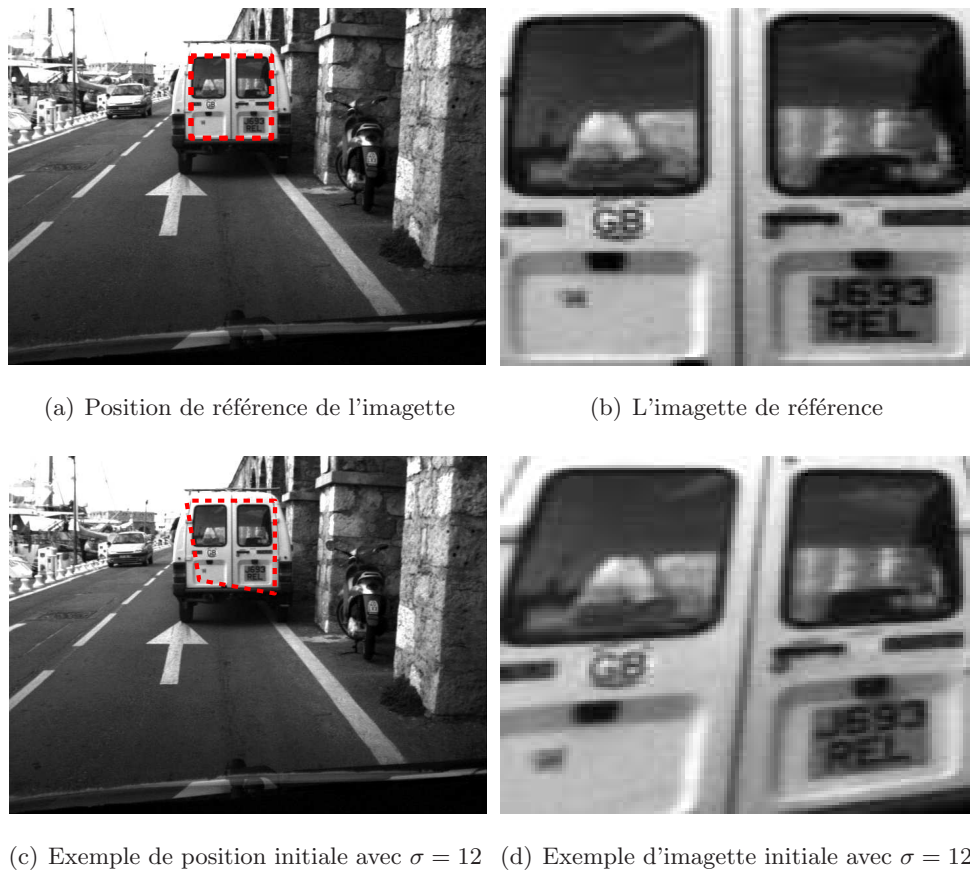 GB
J693
REL
(a) Position de référence de l'imagette
(b) L'imagette de référence
GB
J693
REL
(c) Exemple de position initiale avec σ = 12
(d) Exemple d'imagette initiale avec σ = 12